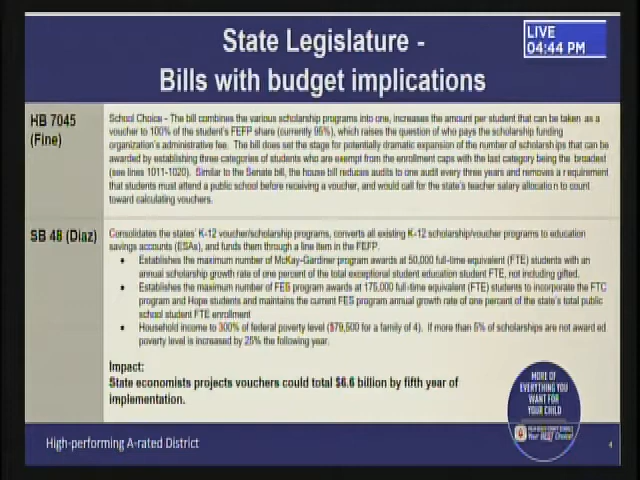 State Legislature -
Bills with budget implications
LIVE
04:44 PM
HB 7045
(Fine)
School Choice - The bill combines the various scholarship programs into one, increases the amount per student that can be taken as a
voucher to 100% of the student's FEFP share (currently 95%), which raises the question of who pays the scholarship funding
organization's administrative fee. The bill does set the stage for potentially dramatic expansion of the number of scholarships that can be
awarded by establishing three categories of students who are exempt from the enrollment caps with the last category being the broadest
(see lines 1011-1020). Similar to the Senate bill, the house bill reduces audits to one audit every three years and removes a requirement
that students must attend a public school before receiving a voucher, and would call for the state's teacher salary allocation to count
toward calculating vouchers.
SB 48 (Diaz)
Consolidates the states' K-12 voucher/scholarship programs, converts all existing K-12 scholarship/voucher programs to education
savings accounts (ESAs), and funds them through a line item in the FEFP.
• Establishes the maximum number of McKay-Gardiner program awards at 50,000 full-time equivalent (FTE) students with an
annual scholarship growth rate of one percent of the total exceptional student education student FTE, not including gifted.
• Establishes the maximum number of FES program awards at 175,000 full-time equivalent (FTE) students to incorporate the FTC
program and Hope students and maintains the current FES program annual growth rate of one percent of the state's total public
school student FTE enrollment
• Household income to 300% of federal poverty level ($79,500 for a family of 4). If more than 5% of scholarships are not awarded
poverty level is increased by 25% the following year.
Impact:
State economists projects vouchers could total $6.6 billion by fifth year of
implementation.
MORE OF
EVERYTHING YOU
WANT FOR
YOUR CHILD
Your BEST Choice!
High-performing A-rated District
4